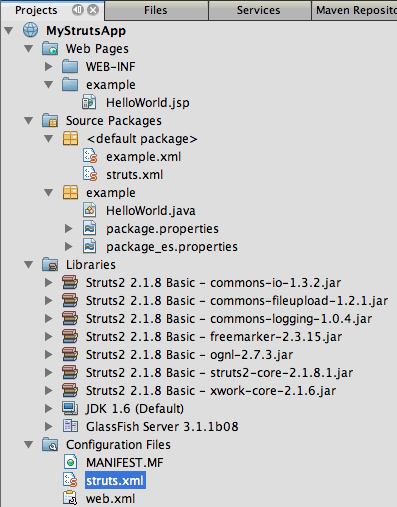 Projects Files Services Maven Reposito
MyStrutsApp
Web Pages
WEB-INF
example
HelloWorld.jsp
Source Packages
<default package>
example.xml
struts.xml
example
HelloWorld.java
package.properties
package_es.properties
Libraries
Struts2 2.1.8 Basic - commons-io-1.3.2.jar
Struts2 2.1.8 Basic - commons-fileupload-1.2.1.jar
Struts2 2.1.8 Basic - commons-logging-1.0.4.jar
Struts2 2.1.8 Basic - freemarker-2.3.15.jar
Struts2 2.1.8 Basic - ognl-2.7.3.jar
Struts2 2.1.8 Basic - struts2-core-2.1.8.1.jar
Struts2 2.1.8 Basic - xwork-core-2.1.6.jar
JDK 1.6 (Default)
GlassFish Server 3.1.1b08
Configuration Files
MANIFEST.MF
struts.xml
web.xml